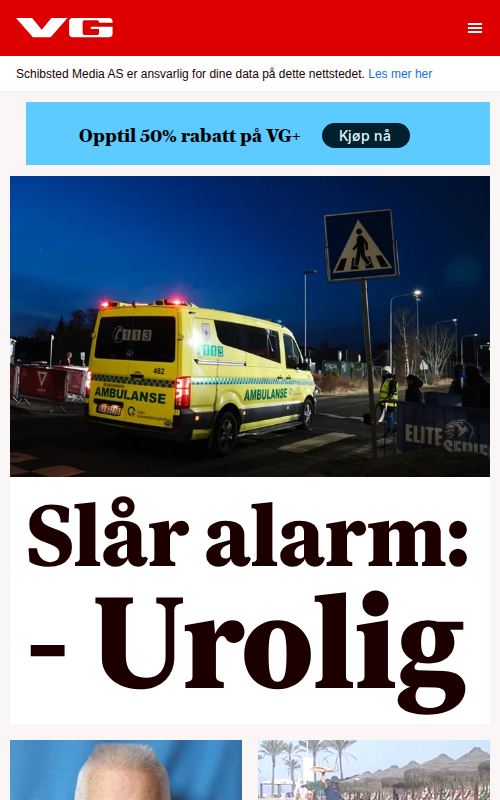 VG
Schibsted Media AS er ansvarlig for dine data på dette nettstedet. Les mer her
Opptil 50% rabatt på VG+
Kjøp nå
113
113
482
AMBULANSE
AMBULANSE
ELITE
SERIEN
Slår alarm:
- Urolig